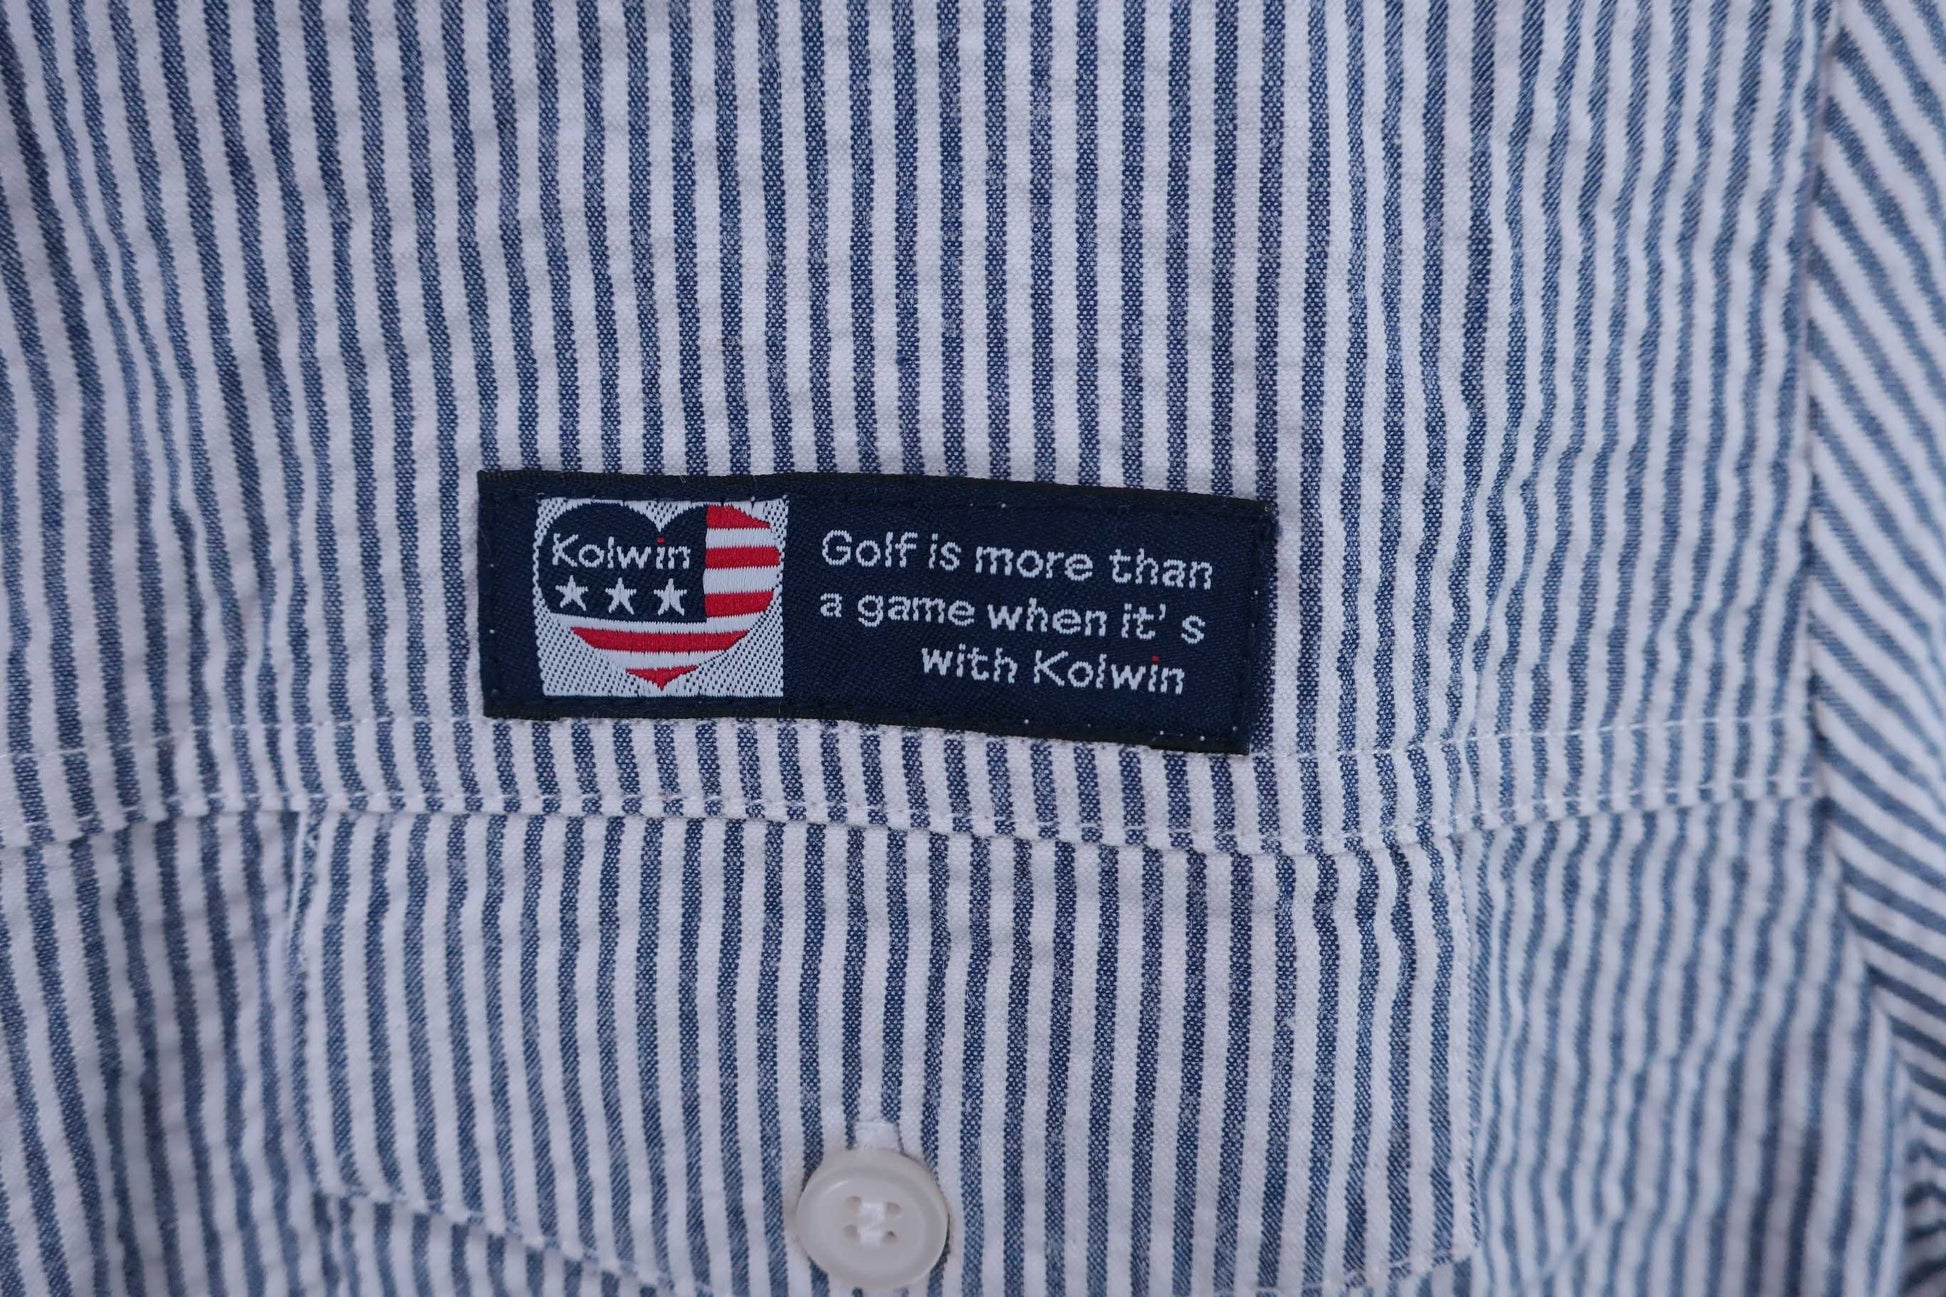 Kolwin
Golf is more than
a game when it's
with Kolwin